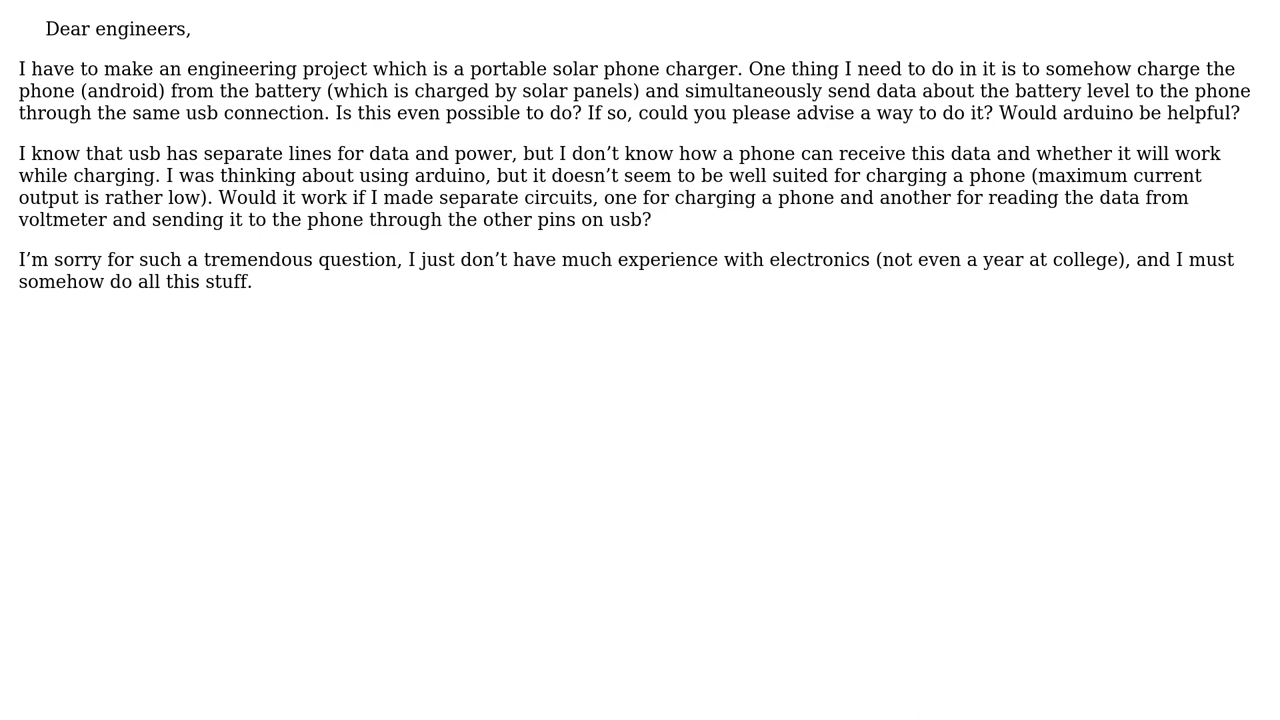 Dear engineers,
I have to make an engineering project which is a portable solar phone charger. One thing I need to do in it is to somehow charge the
phone (android) from the battery (which is charged by solar panels) and simultaneously send data about the battery level to the phone
through the same usb connection. Is this even possible to do? If so, could you please advise a way to do it? Would arduino be helpful?
I know that usb has separate lines for data and power, but I don’t know how a phone can receive this data and whether it will work
while charging. I was thinking about using arduino, but it doesn’t seem to be well suited for charging a phone (maximum current
output is rather low). Would it work if I made separate circuits, one for charging a phone and another for reading the data from
voltmeter and sending it to the phone through the other pins on usb?
I’m sorry for such a tremendous question, I just don’t have much experience with electronics (not even a year at college), and I must
somehow do all this stuff.